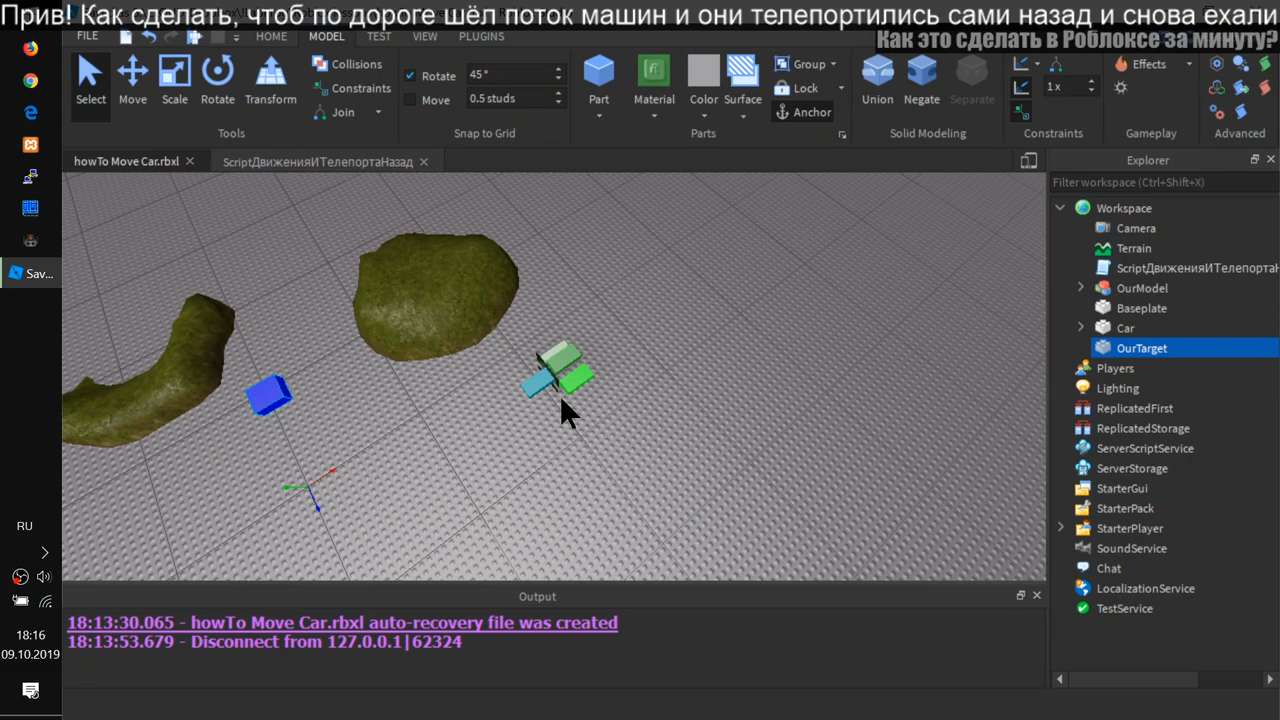 Прив! Как сделать, чтоб по дороге шёл поток машин и они телепортились сами назад и снова ехали
Как это сделать в Роблоксе за минуту?
FILE HOME MODEL TEST VIEW PLUGINS
Select Move Scale Rotate Transform
Collisions
Constraints
Join
Tools
Rotate 45°
Move 0.5 studs
Snap to Grid
Part Material Color Surface
Group
Lock
Anchor
Parts
Union Negate Separate
Solid Modeling
1 x
Constraints
Effects
Gameplay
Advanced
howTo Move Car.rbxl
СкриптДвиженияИТелепортаНазад
Explorer
Filter workspace (Ctrl+Shift+X)
Workspace
Camera
Terrain
ScriptДвиженияИТелепорта
OurModel
Baseplate
Car
OurTarget
Players
Lighting
ReplicatedFirst
ReplicatedStorage
ServerScriptService
ServerStorage
StarterGui
StarterPack
StarterPlayer
SoundService
Chat
LocalizationService
TestService
Output
18:13:30.065 - howTo Move Car.rbxl auto-recovery file was created
18:13:53.679 - Disconnect from 127.0.0.1|62324
Sav...
RU
18:16
09.10.2019